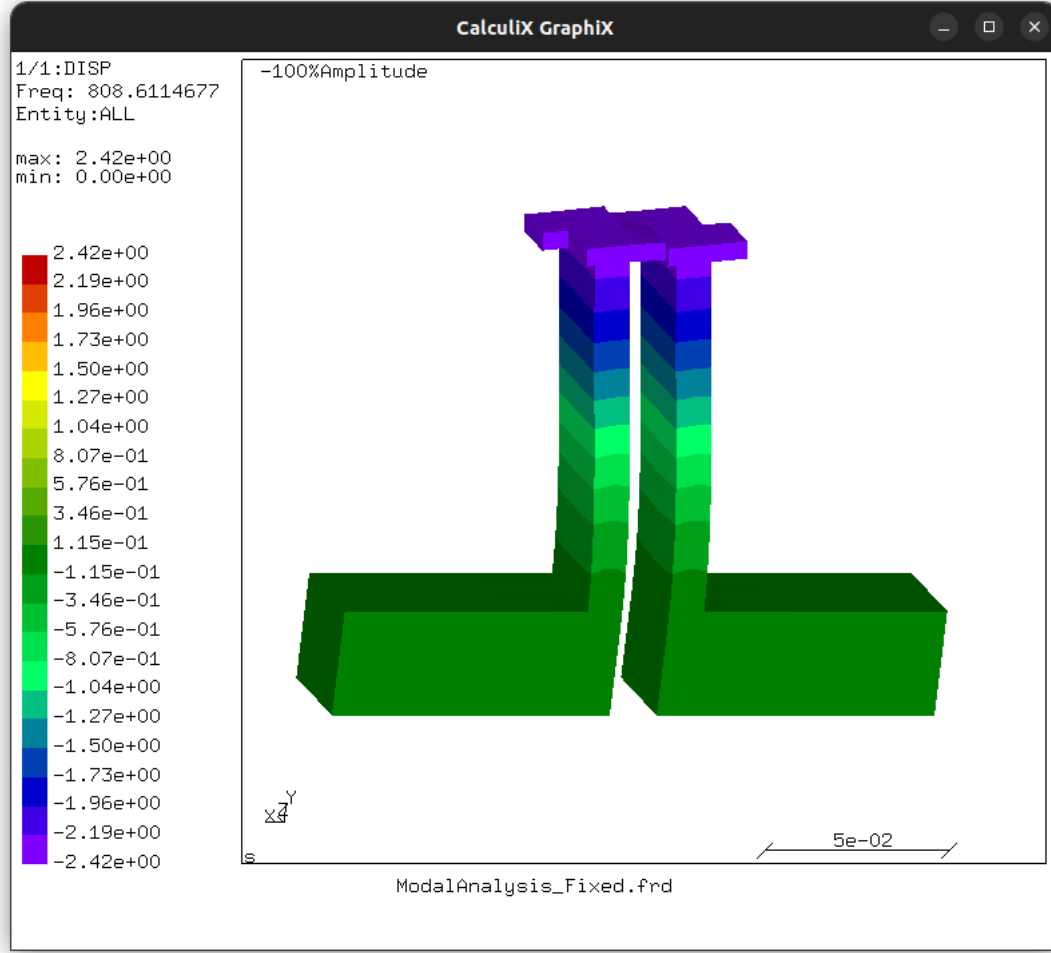 CalculiX GraphiX
1/1:DISP
Freq: 808.6114677
Entity:ALL
max: 2.42e+00
min: 0.00e+00
-100%Amplitude
2.42e+00
2.19e+00
1.96e+00
1.73e+00
1.50e+00
1.27e+00
1.04e+00
8.07e-01
5.76e-01
3.46e-01
1.15e-01
-1.15e-01
-3.46e-01
-5.76e-01
-8.07e-01
-1.04e+00
-1.27e+00
-1.50e+00
-1.73e+00
-1.96e+00
-2.19e+00
-2.42e+00
Y
X Z
5e-02
s
ModalAnalysis_Fixed.frd